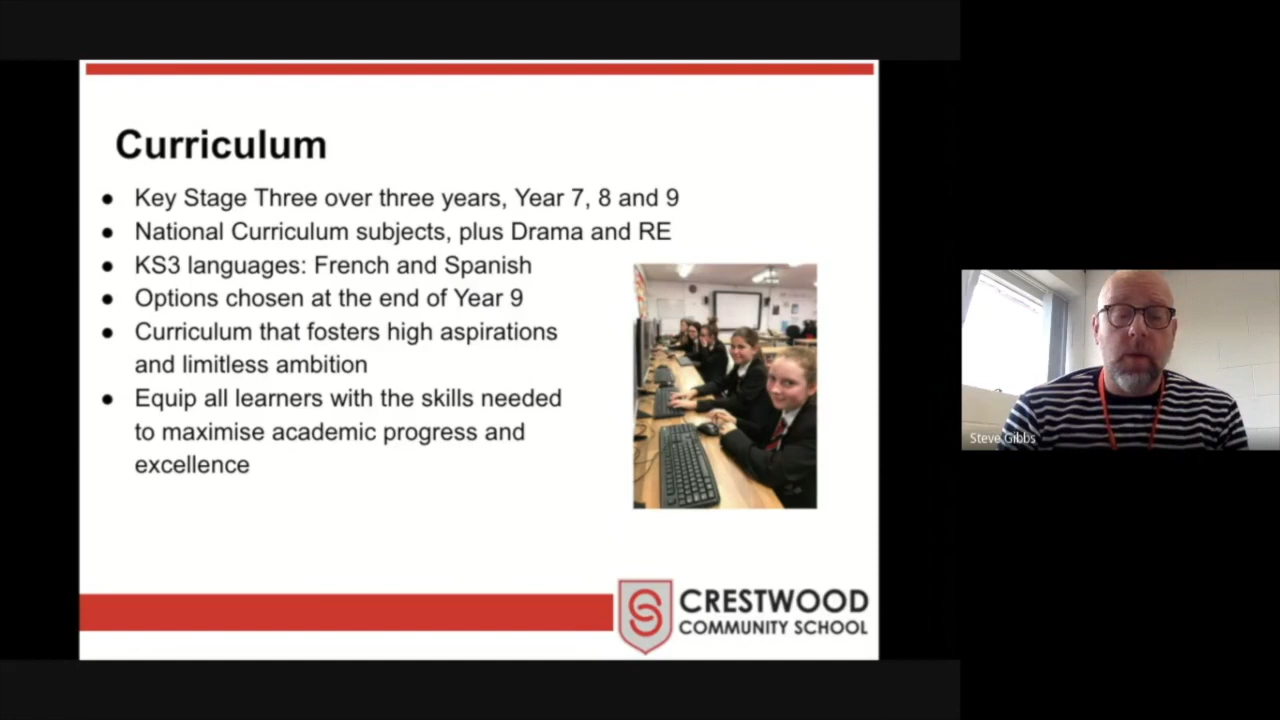 Curriculum
● Key Stage Three over three years, Year 7, 8 and 9
● National Curriculum subjects, plus Drama and RE
● KS3 languages: French and Spanish
● Options chosen at the end of Year 9
● Curriculum that fosters high aspirations
and limitless ambition
● Equip all learners with the skills needed
to maximise academic progress and
excellence
CRESTWOOD
COMMUNITY SCHOOL
Steve Gibbs